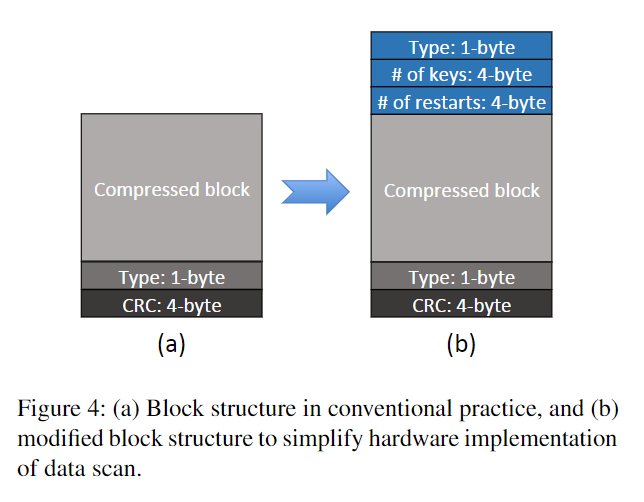 Type: 1-byte
# of keys: 4-byte
# of restarts: 4-byte
Compressed block
Type: 1-byte
CRC: 4-byte
(a)
Compressed block
Type: 1-byte
CRC: 4-byte
(b)
Figure 4: (a) Block structure in conventional practice, and (b)
modified block structure to simplify hardware implementation
of data scan.